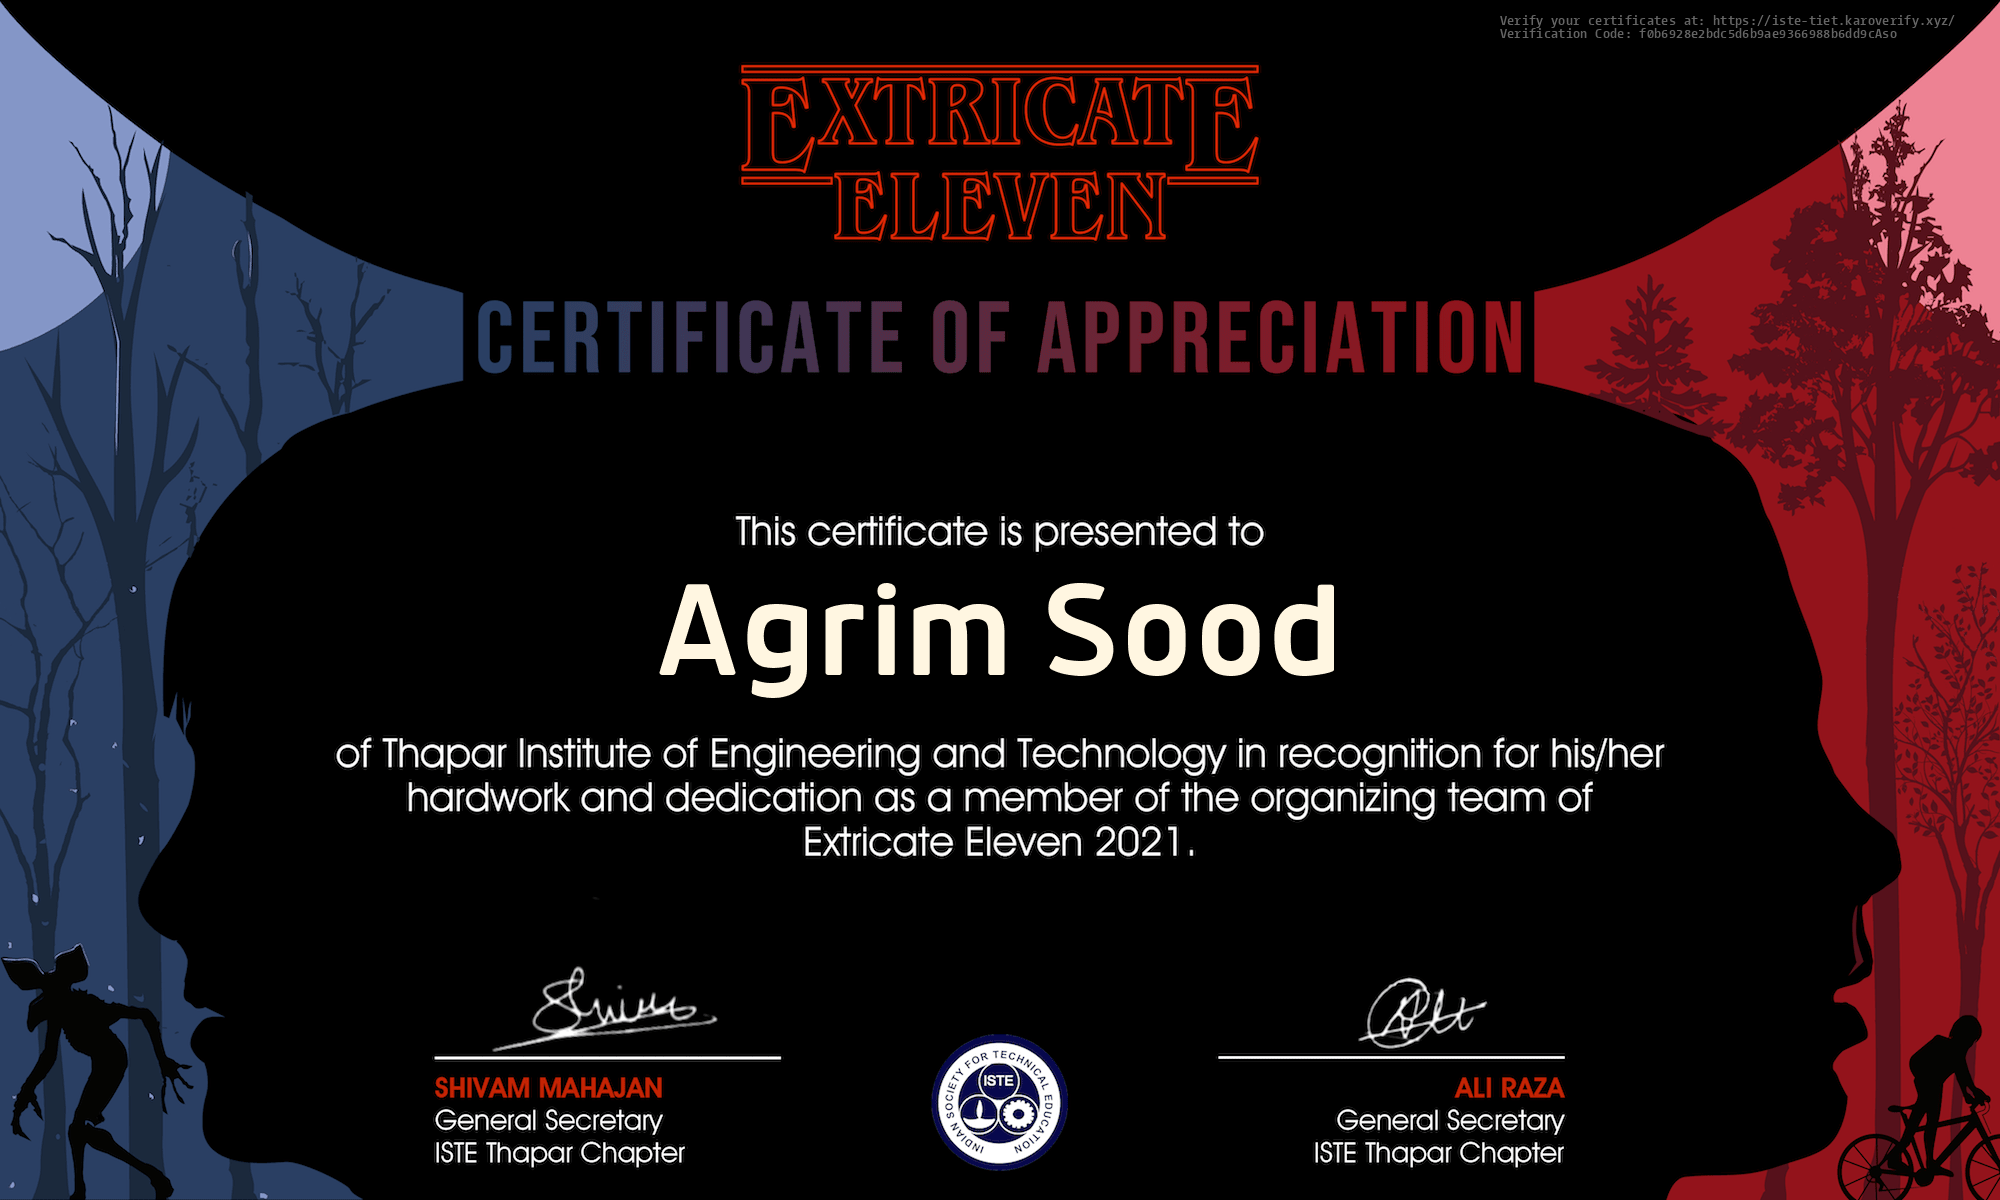 Verify your certificates at: https://iste-tiet.karoverify.xyz/
Verification Code: f0b6928e2bdc5d6b9ae9366988b6dd9cAso
EXTRICATE
ELEVEN
CERTIFICATE OF APPRECIATION
This certificate is presented to
Agrim Sood
of Thapar Institute of Engineering and Technology in recognition for his/her
hardwork and dedication as a member of the organizing team of
Extricate Eleven 2021.
SHIVAM MAHAJAN
General Secretary
ISTE Thapar Chapter
INDIAN SOCIETY FOR TECHNICAL EDUCATION
ISTE
ALI RAZA
General Secretary
ISTE Thapar Chapter